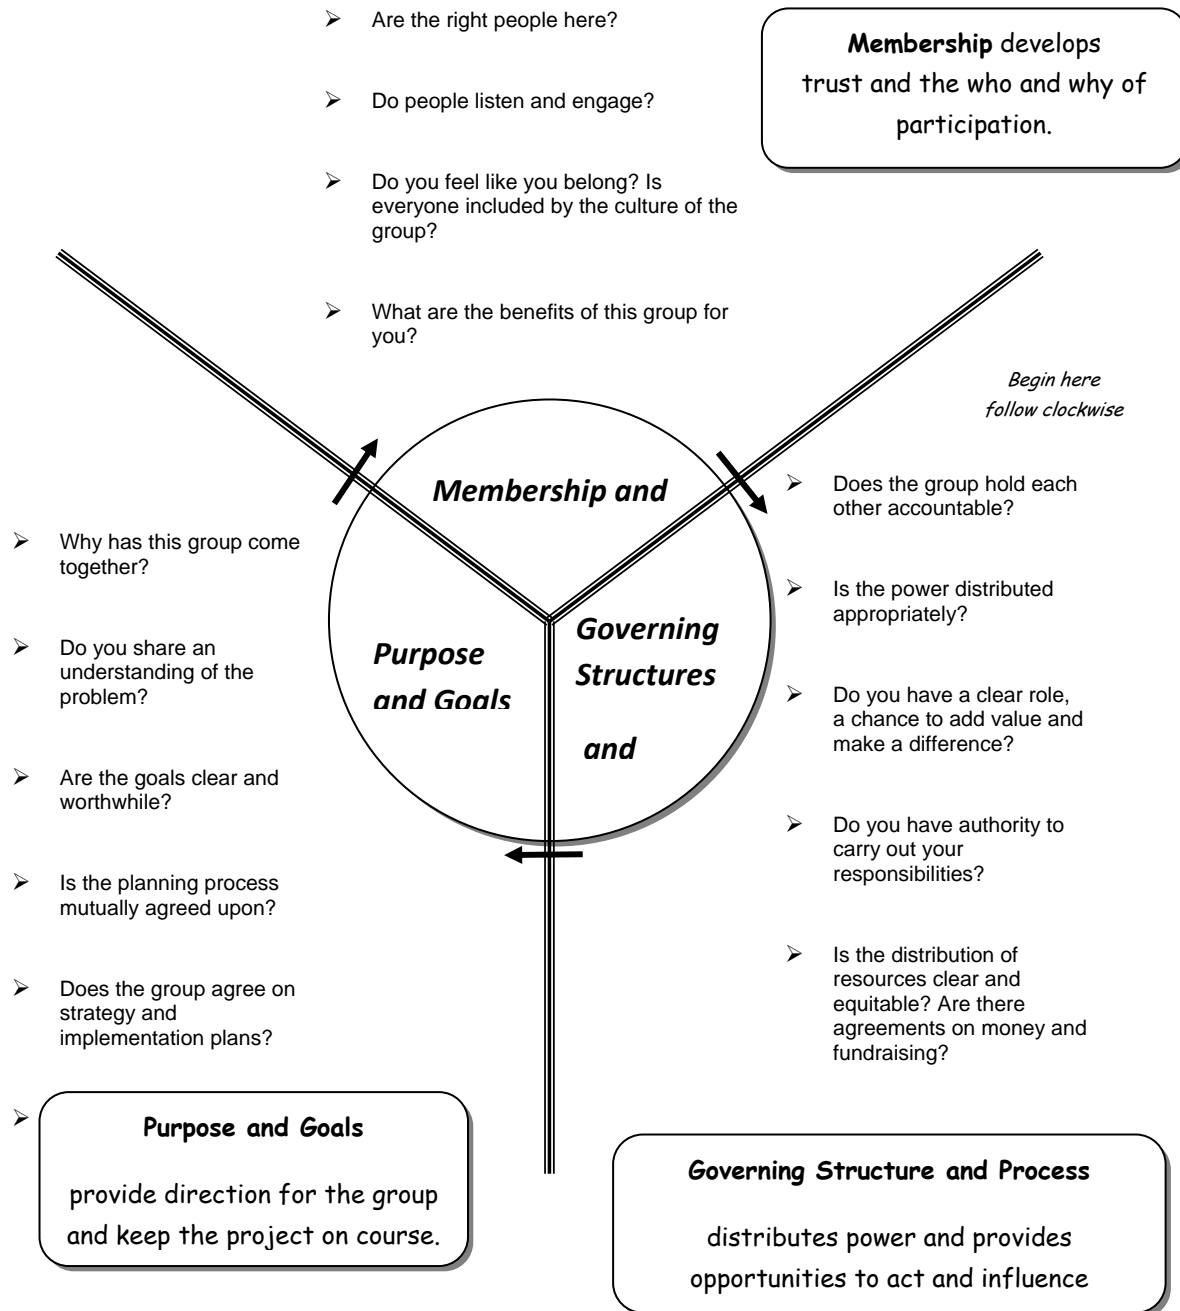 ➢ Are the right people here?
➢ Do people listen and engage?
➢ Do you feel like you belong? Is
everyone included by the culture of the
group?
➢ What are the benefits of this group for
you?
Membership develops
trust and the who and why of
participation.
Begin here
follow clockwise
Membership and
Governing
Structures
and
Purpose
and Goals
➢ Does the group hold each
other accountable?
➢ Is the power distributed
appropriately?
➢ Do you have a clear role,
a chance to add value and
make a difference?
➢ Do you have authority to
carry out your
responsibilities?
➢ Is the distribution of
resources clear and
equitable? Are there
agreements on money and
fundraising?
Governing Structure and Process
distributes power and provides
opportunities to act and influence
➢ Why has this group come
together?
➢ Do you share an
understanding of the
problem?
➢ Are the goals clear and
worthwhile?
➢ Is the planning process
mutually agreed upon?
➢ Does the group agree on
strategy and
implementation plans?
➢
Purpose and Goals
provide direction for the group
and keep the project on course.